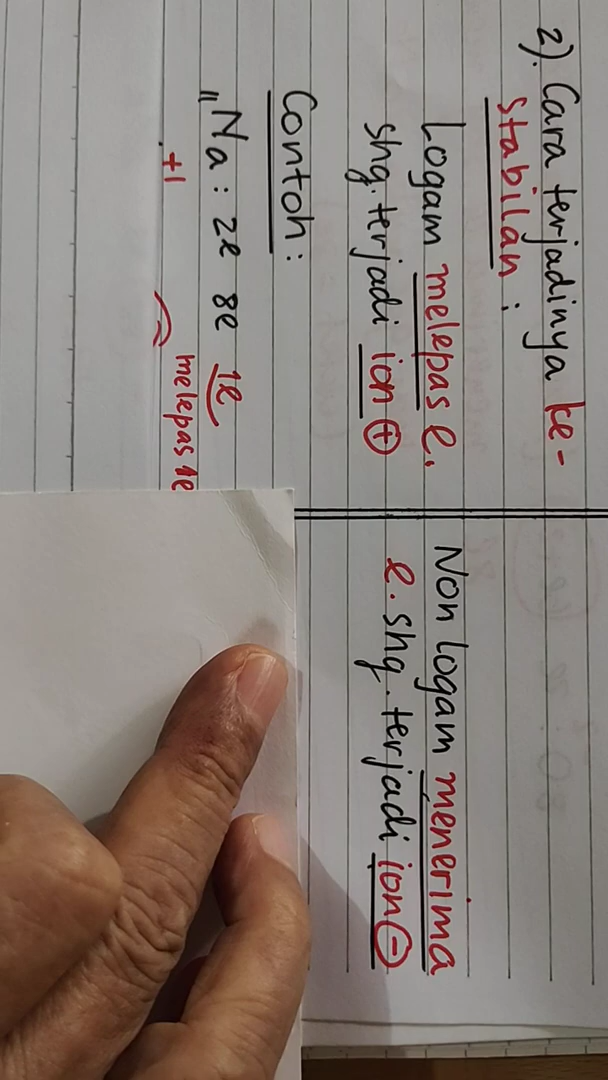 2). Cara terjadinya ke-
stabilan :
Logam melepas e.
shg. terjadi ion ⊕
Contoh :
₁₁Na : 2e 8e 1e
+1
melepas 1e
Non logam menerima
e. shg. terjadi ion ⊖